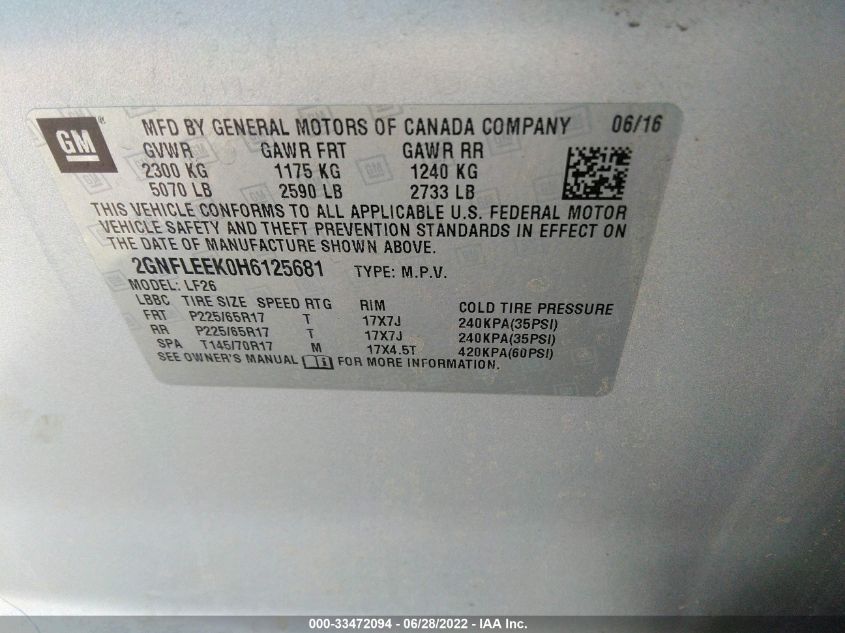 GM ® MFD BY GENERAL MOTORS OF CANADA COMPANY 06/16
GVWR GAWR FRT GAWR RR
2300 KG 1175 KG 1240 KG
5070 LB 2590 LB 2733 LB
THIS VEHICLE CONFORMS TO ALL APPLICABLE U.S. FEDERAL MOTOR
VEHICLE SAFETY AND THEFT PREVENTION STANDARDS IN EFFECT ON
THE DATE OF MANUFACTURE SHOWN ABOVE.
2GNFLEEK0H6125681 TYPE: M.P.V.
MODEL: LF26
LBBC TIRE SIZE SPEED RTG RIM COLD TIRE PRESSURE
FRT P225/65R17 T 17X7J 240KPA(35PSI)
RR P225/65R17 T 17X7J 240KPA(35PSI)
SPA T145/70R17 M 17X4.5T 420KPA(60PSI)
SEE OWNER'S MANUAL FOR MORE INFORMATION.
000-33472094 - 06/28/2022 - IAA Inc.